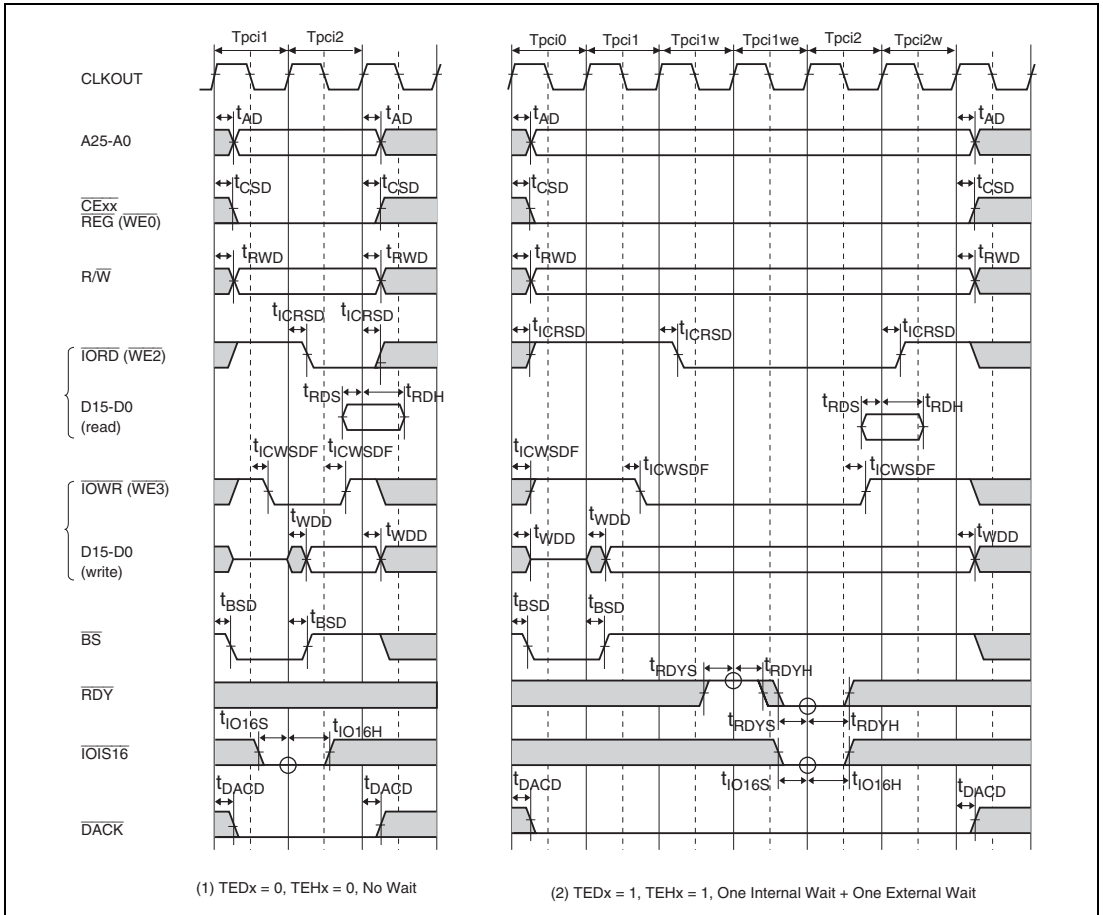 Tpci1 Tpci2 Tpci0 Tpci1 Tpci1w Tpci1we Tpci2 Tpci2w
CLKOUT
tAD tAD tAD tAD
A25-A0
tCSD tCSD tCSD tCSD
CExx
REG (WE0)
tRWD tRWD tRWD tRWD
R/W
tICRSD tICRSD tICRSD tICRSD tICRSD
IORD (WE2)
tRDS tRDH tRDS tRDH
D15-D0
(read)
tICWSDF tICWSDF tICWSDF tICWSDF tICWSDF
IOWR (WE3)
tWDD tWDD tWDD tWDD tWDD
D15-D0
(write)
tBSD tBSD tBSD tBSD
BS
tRDYS tRDYH
RDY
tIO16S tIO16H tRDYS tRDYH
IOIS16
tIO16S tIO16H
tDACD tDACD tDACD tDACD
DACK
(1) TEDx = 0, TEHx = 0, No Wait
(2) TEDx = 1, TEHx = 1, One Internal Wait + One External Wait